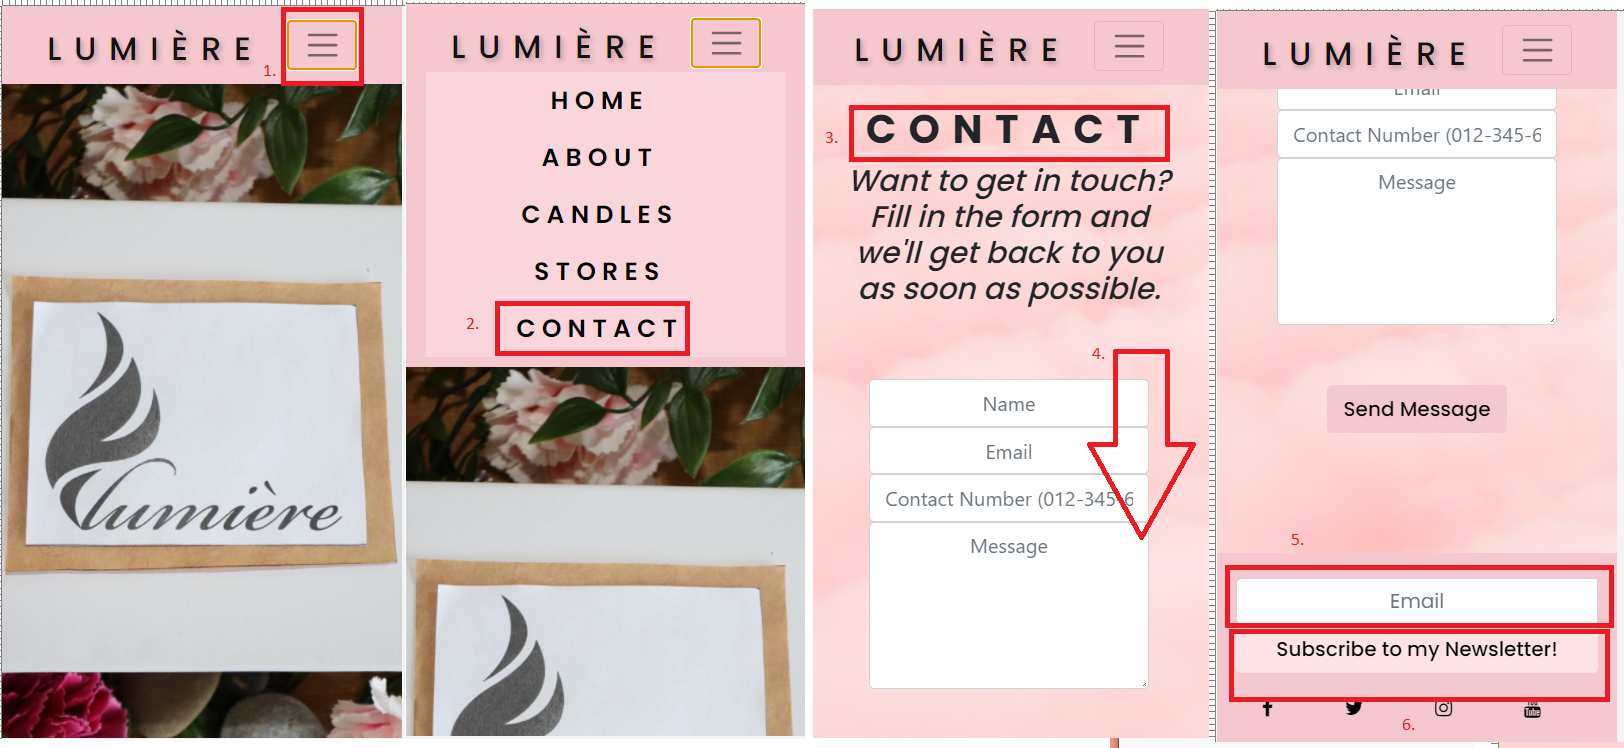 LUMIÈRE
1.
lumière
LUMIÈRE
HOME
ABOUT
CANDLES
STORES
2.
CONTACT
LUMIÈRE
3.
CONTACT
Want to get in touch?
Fill in the form and
we'll get back to you
as soon as possible.
4.
Name
Email
Contact Number (012-345-6
Message
LUMIÈRE
Email
Contact Number (012-345-6
Message
Send Message
5.
Email
Subscribe to my Newsletter!
You
Tube
6.